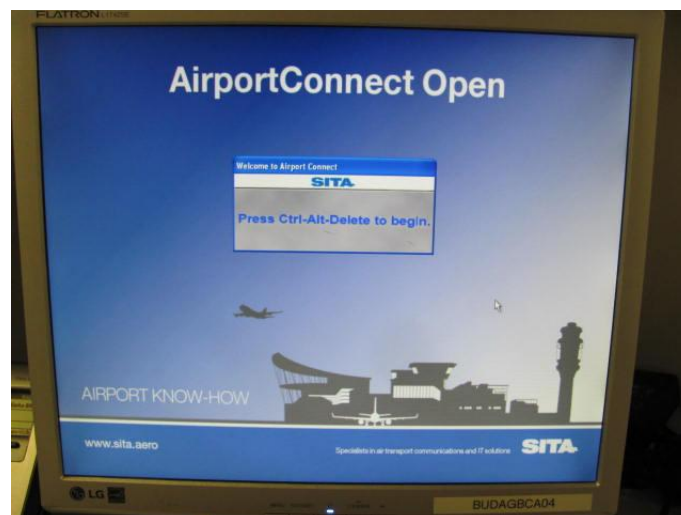 FLATRON
AirportConnect Open
Welcome to Airport Connect
SITA
Press Ctrl-Alt-Delete to begin.
AIRPORT KNOW-HOW
www.sita.aero
Specialists in air transport communications and IT solutions
SITA
LG
BUDAGBCA04